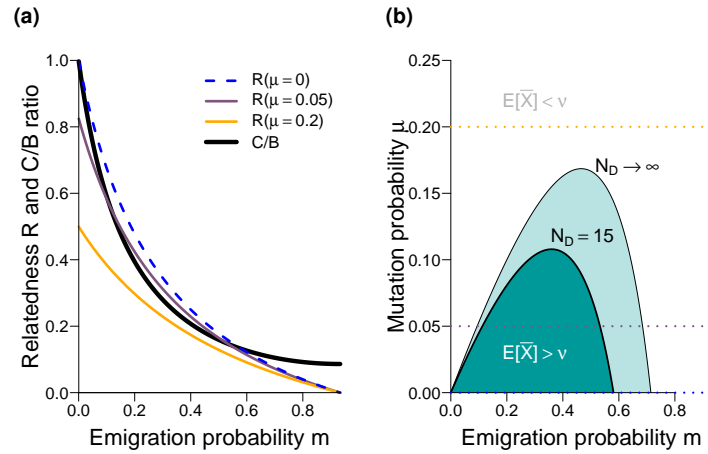 (a)
Relatedness R and C/B ratio
1.0
0.8
0.6
0.4
0.2
0.0
R(μ = 0)
R(μ = 0.05)
R(μ = 0.2)
C/B
0.0 0.2 0.4 0.6 0.8
Emigration probability m
(b)
Mutation probability μ
0.25
0.20
0.15
0.10
0.05
0.00
E[X̅] < ν
N_D → ∞
N_D = 15
E[X̅] > ν
0.0 0.2 0.4 0.6 0.8
Emigration probability m